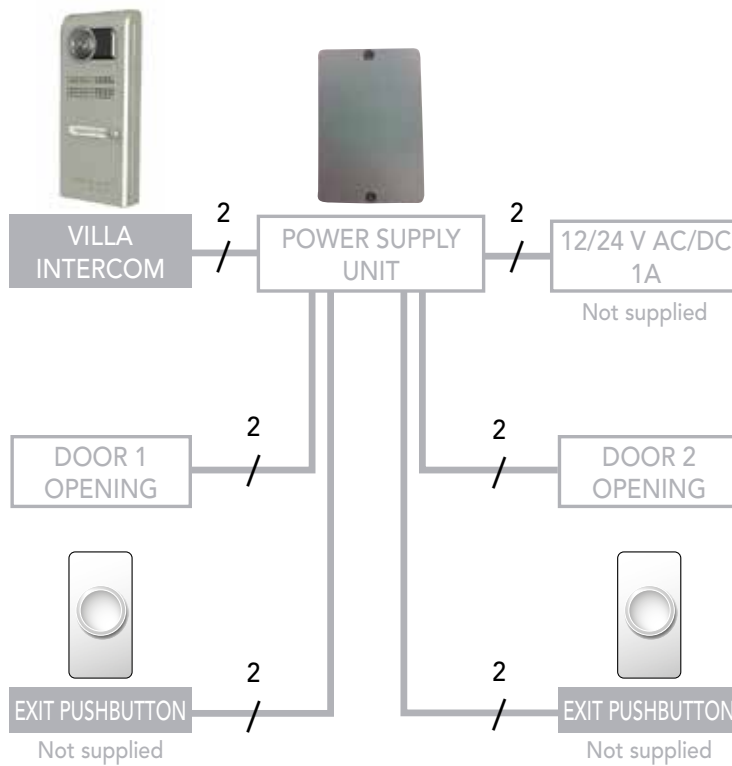 2
2
VILLA
INTERCOM
POWER SUPPLY
UNIT
12/24 V AC/DC
1A
Not supplied
2
2
DOOR 1
OPENING
DOOR 2
OPENING
2
2
EXIT PUSHBUTTON
EXIT PUSHBUTTON
Not supplied
Not supplied